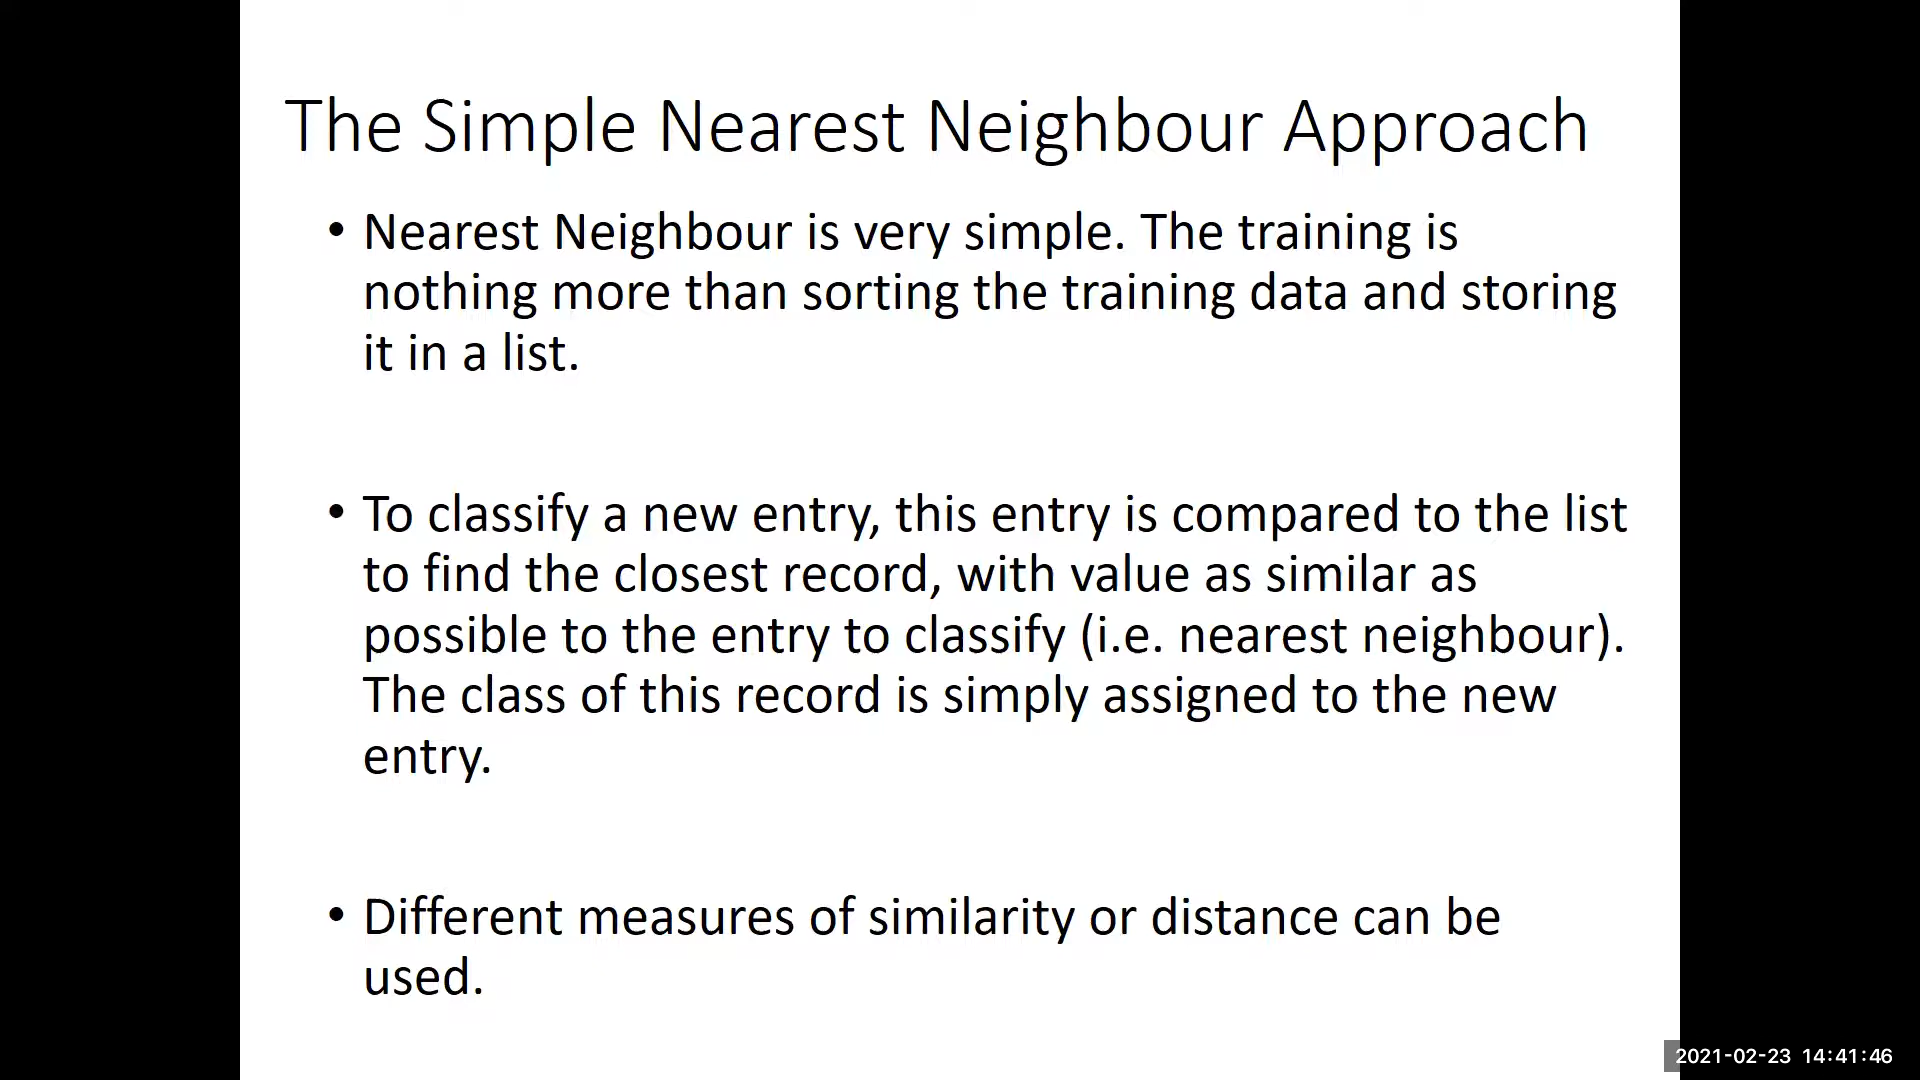 The Simple Nearest Neighbour Approach
• Nearest Neighbour is very simple. The training is
nothing more than sorting the training data and storing
it in a list.
• To classify a new entry, this entry is compared to the list
to find the closest record, with value as similar as
possible to the entry to classify (i.e. nearest neighbour).
The class of this record is simply assigned to the new
entry.
• Different measures of similarity or distance can be
used.
2021-02-23 14:41:46